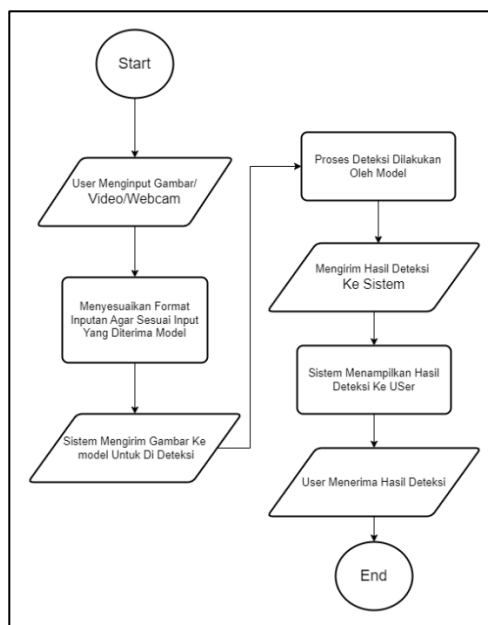 Start
User Menginput Gambar/
Video/Webcam
Menyesuaikan Format
Inputan Agar Sesuai Input
Yang Diterima Model
Sistem Mengirim Gambar Ke
model Untuk Di Deteksi
Proses Deteksi Dilakukan
Oleh Model
Mengirim Hasil Deteksi
Ke Sistem
Sistem Menampilkan Hasil
Deteksi Ke USer
User Menerima Hasil Deteksi
End